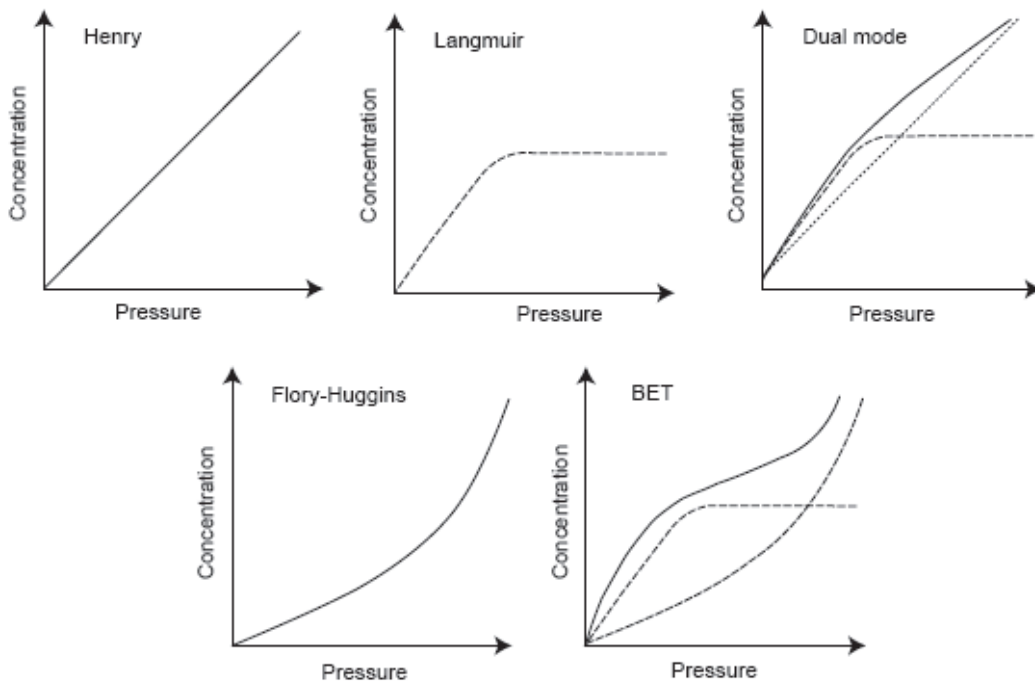 Henry
Concentration
Pressure
Langmuir
Concentration
Pressure
Dual mode
Concentration
Pressure
Flory-Huggins
Concentration
Pressure
BET
Concentration
Pressure